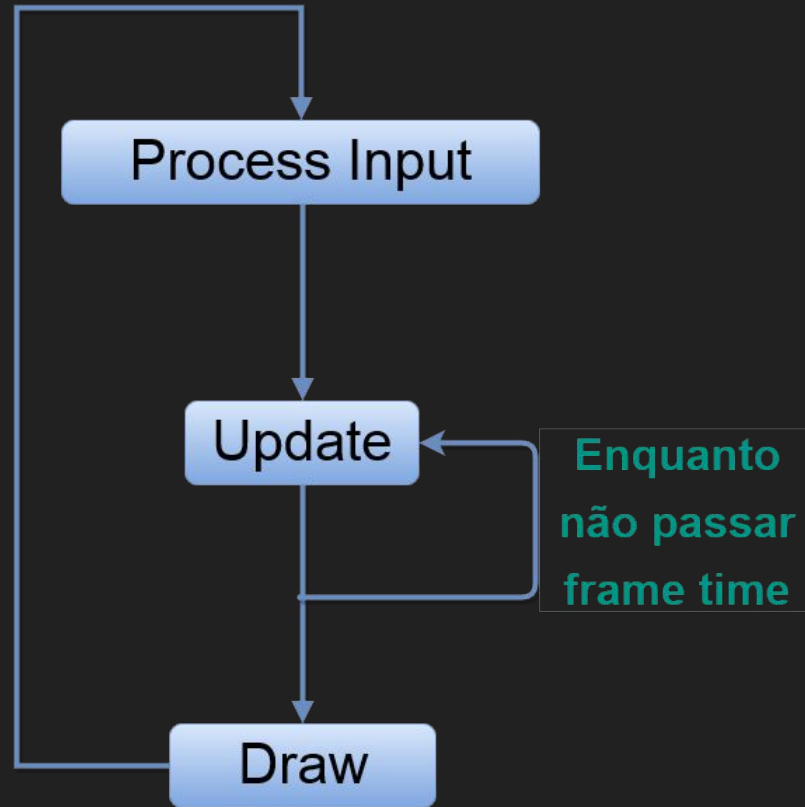 Process Input
Update
Enquanto
não passar
frame time
Draw